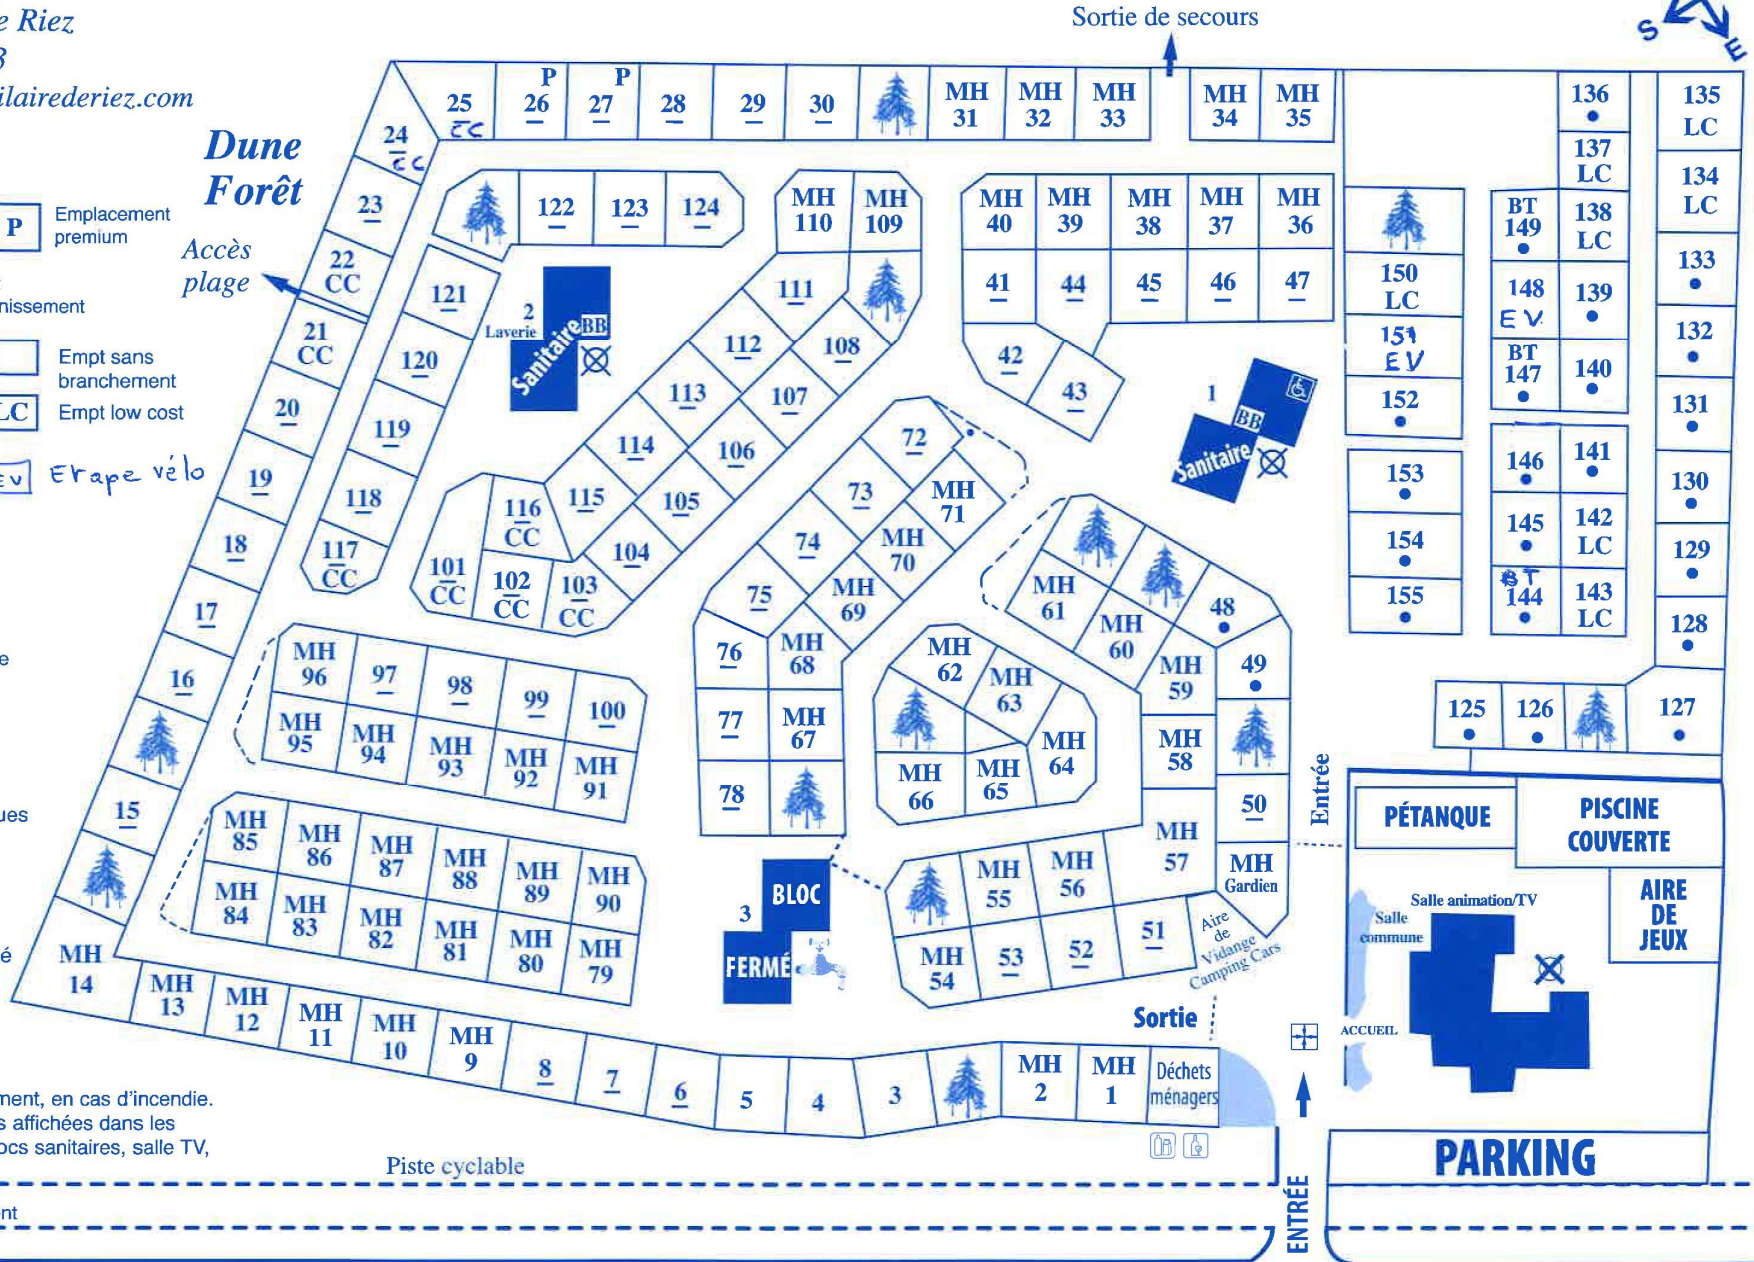 e Riez
ilairederiez.com
Sortie de secours
S
E
Dune
Forêt
Accès
plage
P
Emplacement
premium
nissement
Empt sans
branchement
LC
Empt low cost
EV
Etape vélo
25
CC
P
26
P
27
28
29
30
MH
31
MH
32
MH
33
MH
34
MH
35
136
135
LC
24
CC
137
LC
134
LC
23
122
123
124
MH
110
MH
109
MH
40
MH
39
MH
38
MH
37
MH
36
BT
149
138
LC
133
22
CC
121
111
41
44
45
46
47
150
LC
148
EV
139
132
21
CC
120
2
Laverie
Sanitaire
BB
112
108
42
43
151
EV
BT
147
140
20
119
113
107
1
BB
Sanitaire
152
131
19
118
114
106
72
153
146
141
130
18
117
CC
116
CC
115
105
73
MH
71
154
145
142
LC
129
17
101
CC
102
CC
103
CC
104
74
MH
70
MH
61
48
155
BT
144
143
LC
128
16
75
MH
69
MH
60
MH
96
97
98
99
100
76
MH
68
MH
62
MH
63
MH
59
49
125
126
127
MH
95
MH
94
MH
93
MH
92
MH
91
77
MH
67
MH
64
MH
58
15
78
MH
66
MH
65
50
Entrée
PÉTANQUE
PISCINE
COUVERTE
MH
85
MH
86
MH
87
MH
88
MH
89
MH
90
MH
57
MH
Gardien
MH
84
MH
83
MH
82
MH
81
MH
80
MH
79
3
BLOC
FERMÉ
MH
55
MH
56
MH
54
53
52
51
Aire
de
Vidange
Camping Cars
Salle animation/TV
Salle
commune
AIRE
DE
JEUX
MH
14
MH
13
MH
12
MH
11
MH
10
MH
9
8
7
6
5
4
3
MH
2
MH
1
Déchets
ménagers
Sortie
ACCUEIL
ment, en cas d'incendie.
s affichées dans les
ocs sanitaires, salle TV,
Piste cyclable
ENTRÉE
PARKING
nt